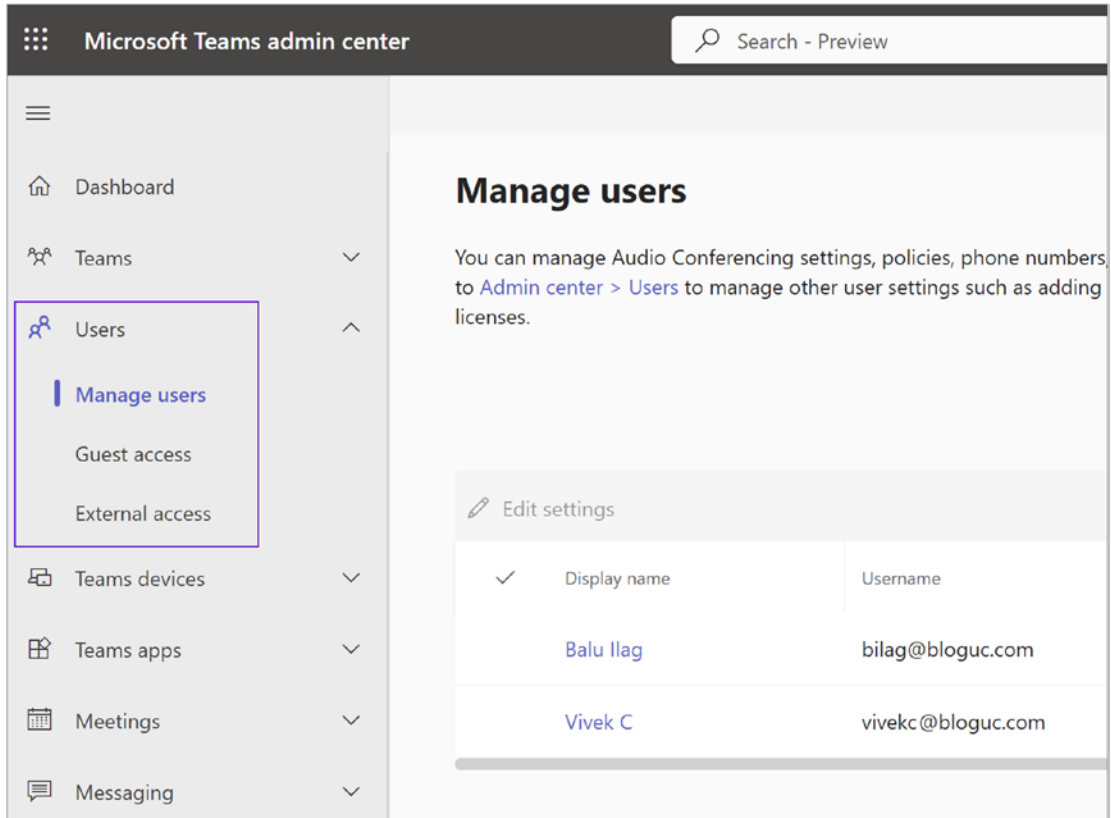 Microsoft Teams admin center
Search - Preview
Dashboard
Teams
Users
Manage users
Guest access
External access
Teams devices
Teams apps
Meetings
Messaging
Manage users
You can manage Audio Conferencing settings, policies, phone numbers,
to Admin center > Users to manage other user settings such as adding
licenses.
Edit settings
Display name Username
Balu Ilag bilag@bloguc.com
Vivek C vivekc@bloguc.com